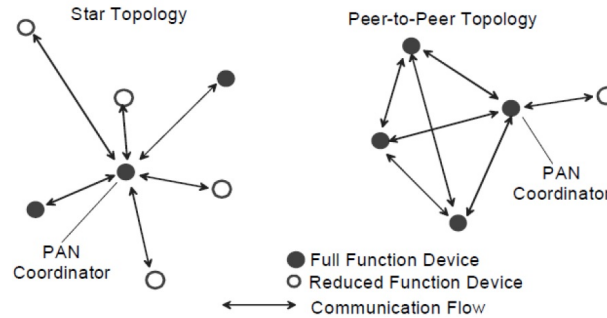 Star Topology
Peer-to-Peer Topology
PAN
Coordinator
PAN
Coordinator
Full Function Device
Reduced Function Device
Communication Flow